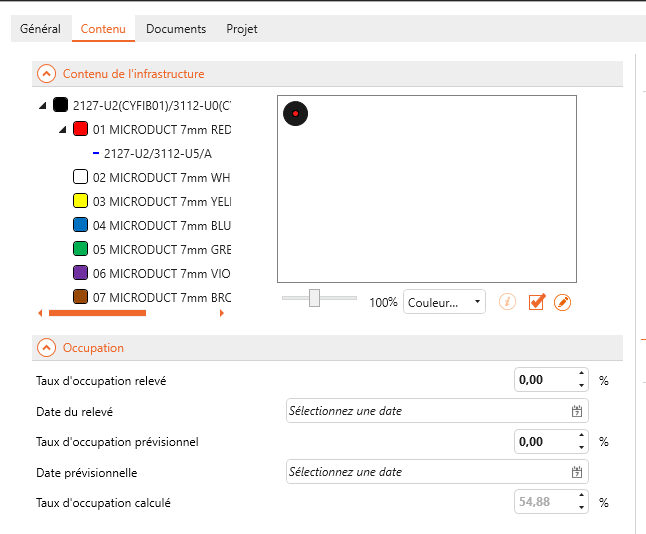 Général Contenu Documents Projet
Contenu de l'infrastructure
2127-U2(CYFIB01)/3112-U0(CY
01 MICRODUCT 7mm RED
2127-U2/3112-U5/A
02 MICRODUCT 7mm WH
03 MICRODUCT 7mm YELL
04 MICRODUCT 7mm BLU
05 MICRODUCT 7mm GRE
06 MICRODUCT 7mm VIO
07 MICRODUCT 7mm BRO
100% Couleur...
Occupation
Taux d'occupation relevé 0,00 %
Date du relevé Sélectionnez une date
Taux d'occupation prévisionnel 0,00 %
Date prévisionnelle Sélectionnez une date
Taux d'occupation calculé 54,88 %